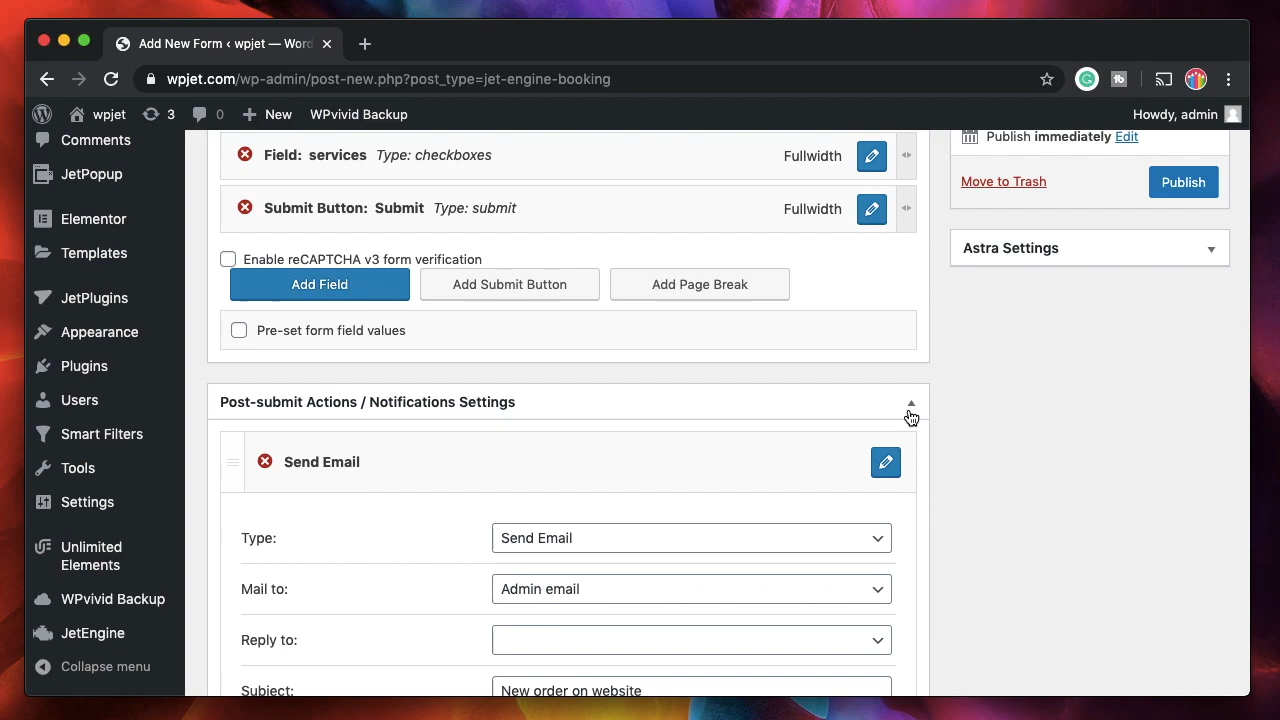 Add New Form ‹ wpjet — Word
wpjet.com/wp-admin/post-new.php?post_type=jet-engine-booking
wpjet 3 0 New WPvivid Backup Howdy, admin
Comments
JetPopup
Elementor
Templates
JetPlugins
Appearance
Plugins
Users
Smart Filters
Tools
Settings
Unlimited
Elements
WPvivid Backup
JetEngine
Collapse menu
Field: services Type: checkboxes Fullwidth
Submit Button: Submit Type: submit Fullwidth
Enable reCAPTCHA v3 form verification
Add Field Add Submit Button Add Page Break
Pre-set form field values
Post-submit Actions / Notifications Settings
Send Email
Type: Send Email
Mail to: Admin email
Reply to:
Subject: New order on website
Publish immediately Edit
Move to Trash Publish
Astra Settings